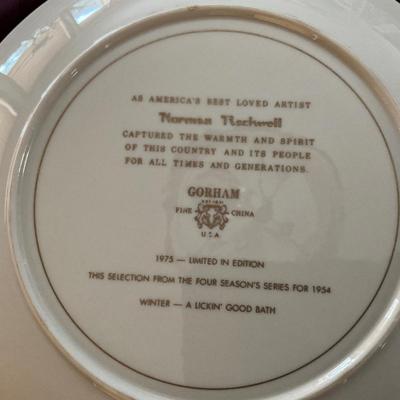 AS AMERICA'S BEST LOVED ARTIST
Norman Rockwell
CAPTURED THE WARMTH AND SPIRIT
OF THIS COUNTRY AND ITS PEOPLE
FOR ALL TIMES AND GENERATIONS.
GORHAM
FINE CHINA
U.S.A.
1975 — LIMITED IN EDITION
THIS SELECTION FROM THE FOUR SEASON'S SERIES FOR 1954
WINTER — A LICKIN' GOOD BATH